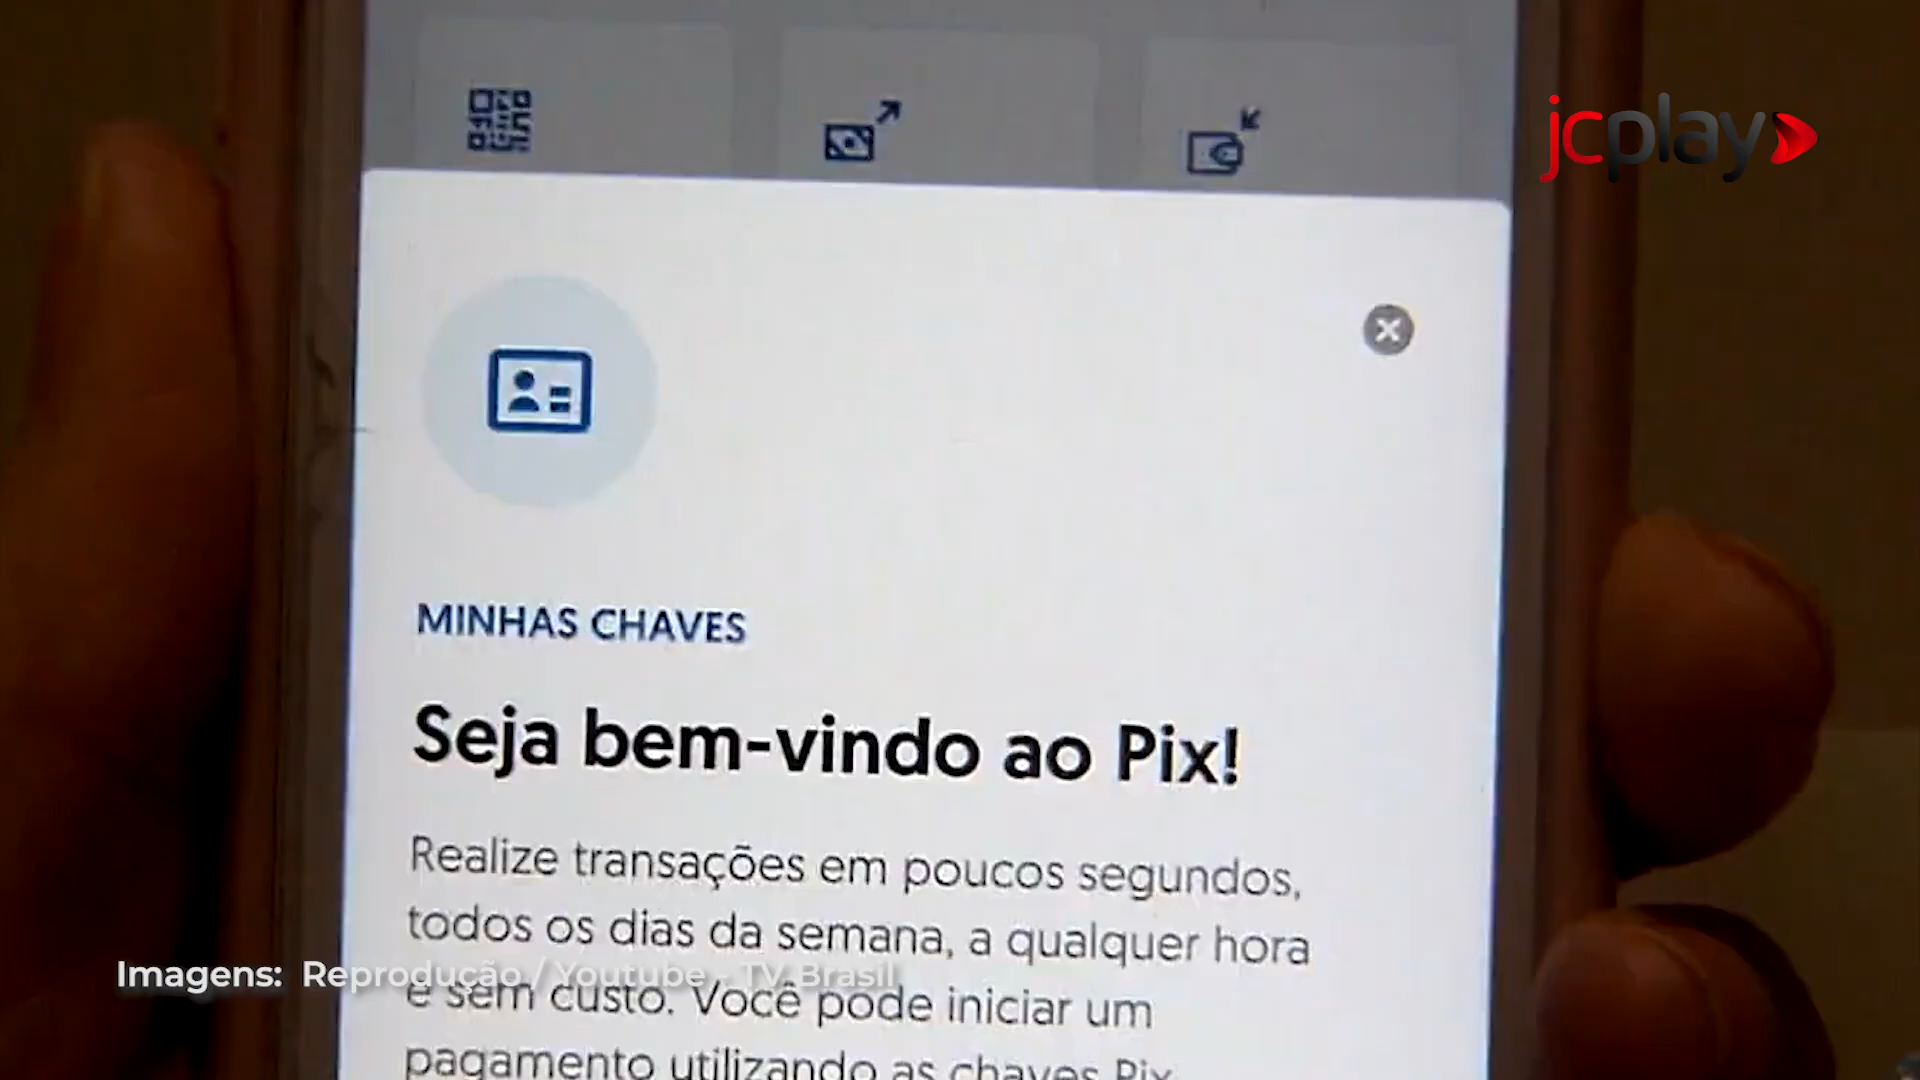 jcplay
MINHAS CHAVES
Seja bem-vindo ao Pix!
Realize transações em poucos segundos,
todos os dias da semana, a qualquer hora
Imagens: Reprodução / Youtube - TV Brasil
e sem custo. Você pode iniciar um
pagamento utilizando as chaves Pix